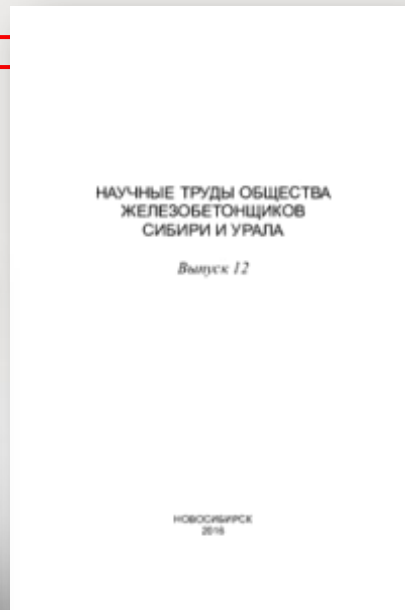 НАУЧНЫЕ ТРУДЫ ОБЩЕСТВА
ЖЕЛЕЗОБЕТОНЩИКОВ
СИБИРИ И УРАЛА
Выпуск 12
НОВОСИБИРСК
2016